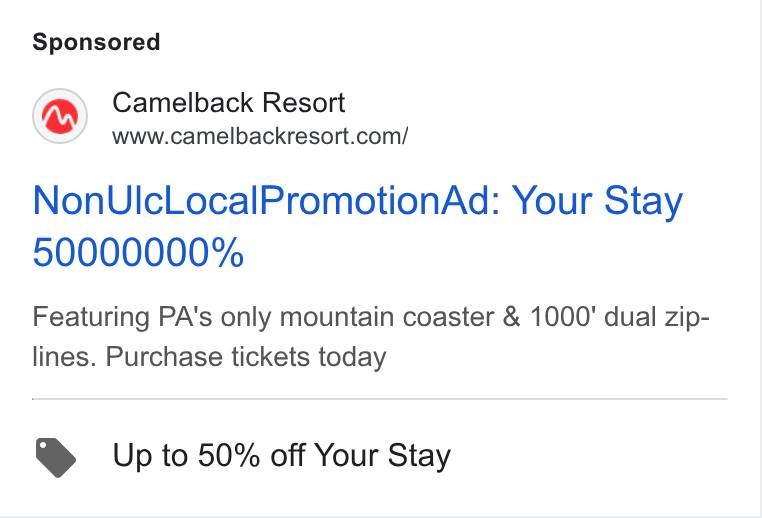 Sponsored
Camelback Resort
www.camelbackresort.com/
NonUlcLocalPromotionAd: Your Stay
50000000%
Featuring PA's only mountain coaster & 1000' dual zip-
lines. Purchase tickets today
Up to 50% off Your Stay